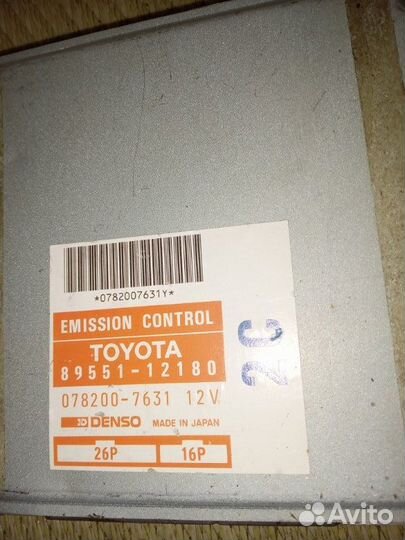 *0782007631Y*
EMISSION CONTROL
TOYOTA
89551-12180
078200-7631 12V
DENSO MADE IN JAPAN
26P 16P
2C
Avito